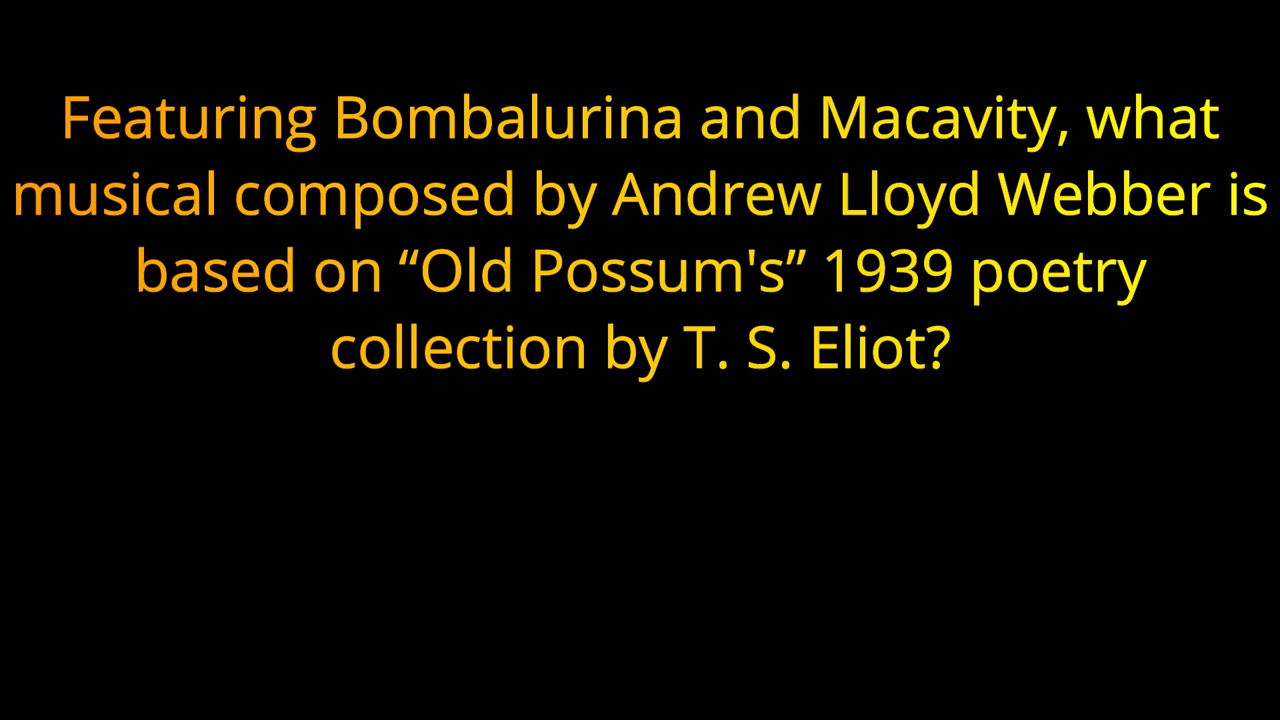 Featuring Bombalurina and Macavity, what
musical composed by Andrew Lloyd Webber is
based on “Old Possum's” 1939 poetry
collection by T. S. Eliot?